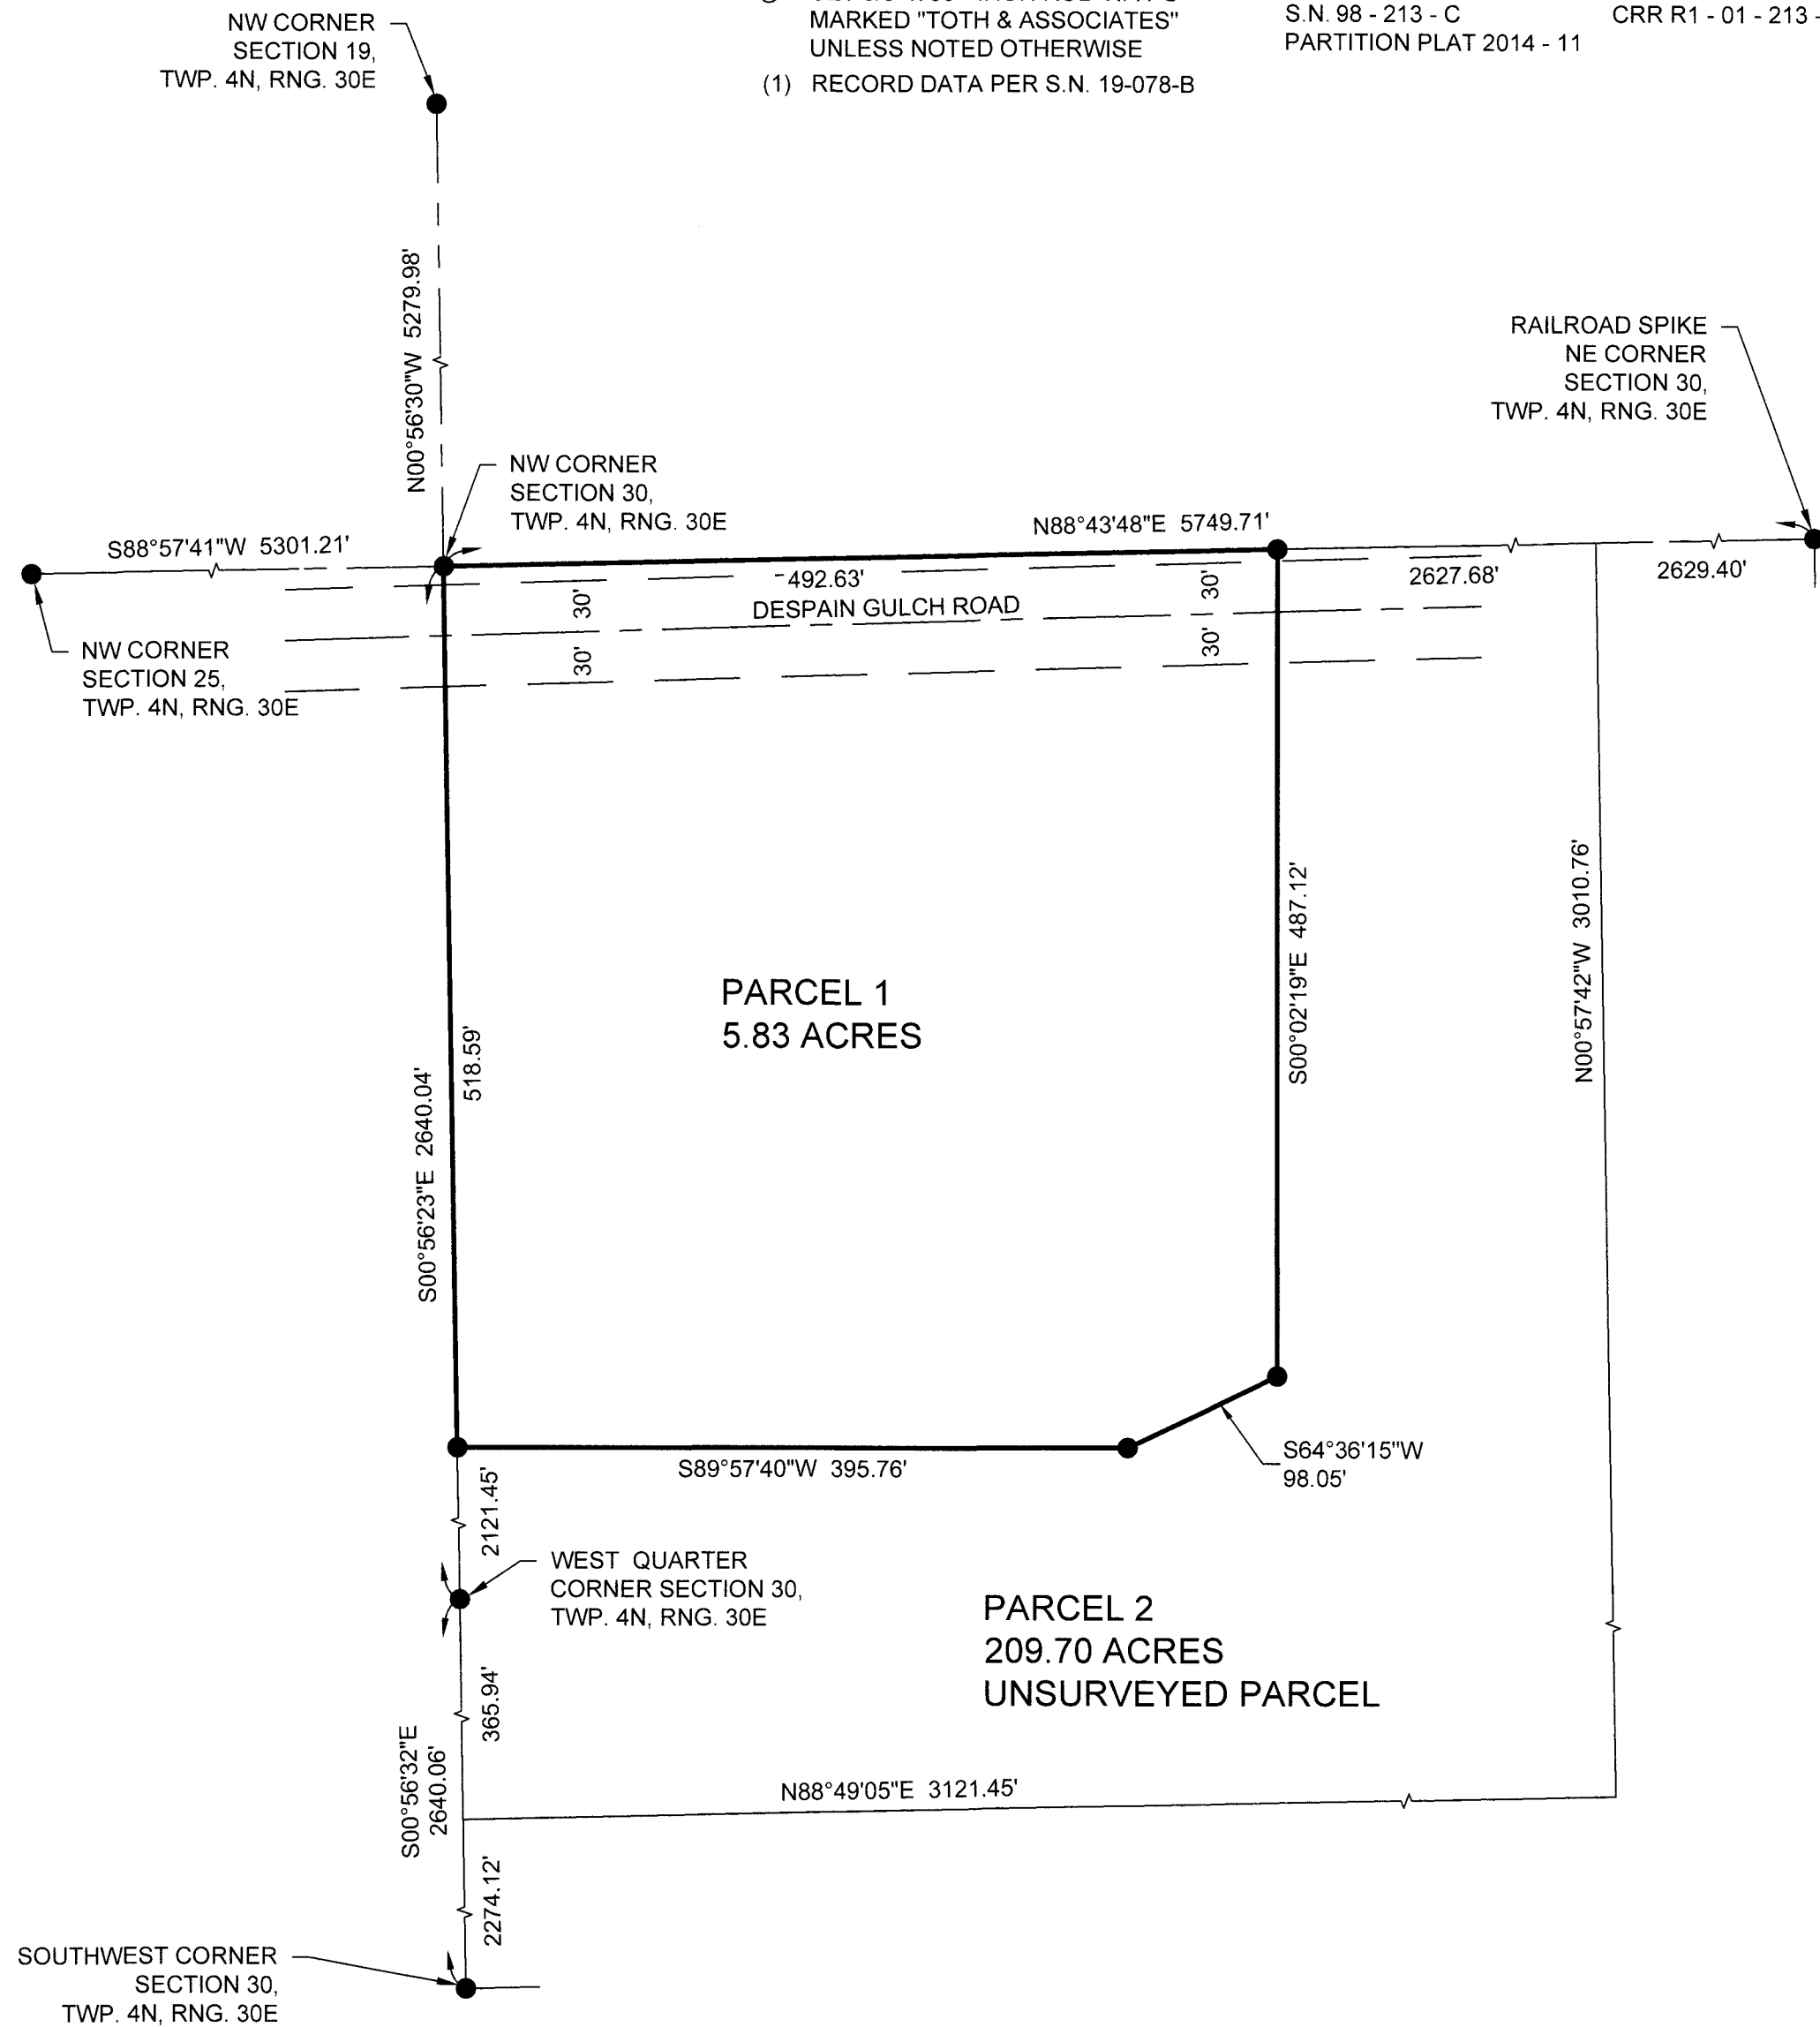 MARKED "TOTH & ASSOCIATES"
UNLESS NOTED OTHERWISE
(1) RECORD DATA PER S.N. 19-078-B
S.N. 98 - 213 - C
PARTITION PLAT 2014 - 11
CRR R1 - 01 - 213 -
NW CORNER
SECTION 19,
TWP. 4N, RNG. 30E
N00°56'30"W 5279.98'
RAILROAD SPIKE
NE CORNER
SECTION 30,
TWP. 4N, RNG. 30E
NW CORNER
SECTION 30,
TWP. 4N, RNG. 30E
S88°57'41"W 5301.21'
N88°43'48"E 5749.71'
492.63'
2627.68'
2629.40'
30'
30'
DESPAIN GULCH ROAD
30'
30'
NW CORNER
SECTION 25,
TWP. 4N, RNG. 30E
S00°56'23"E 2640.04'
518.59'
PARCEL 1
5.83 ACRES
S00°02'19"E 487.12'
N00°57'42"W 3010.76'
S89°57'40"W 395.76'
S64°36'15"W
98.05'
2121.45'
WEST QUARTER
CORNER SECTION 30,
TWP. 4N, RNG. 30E
PARCEL 2
209.70 ACRES
UNSURVEYED PARCEL
365.94'
S00°56'32"E
2640.06'
N88°49'05"E 3121.45'
2274.12'
SOUTHWEST CORNER
SECTION 30,
TWP. 4N, RNG. 30E